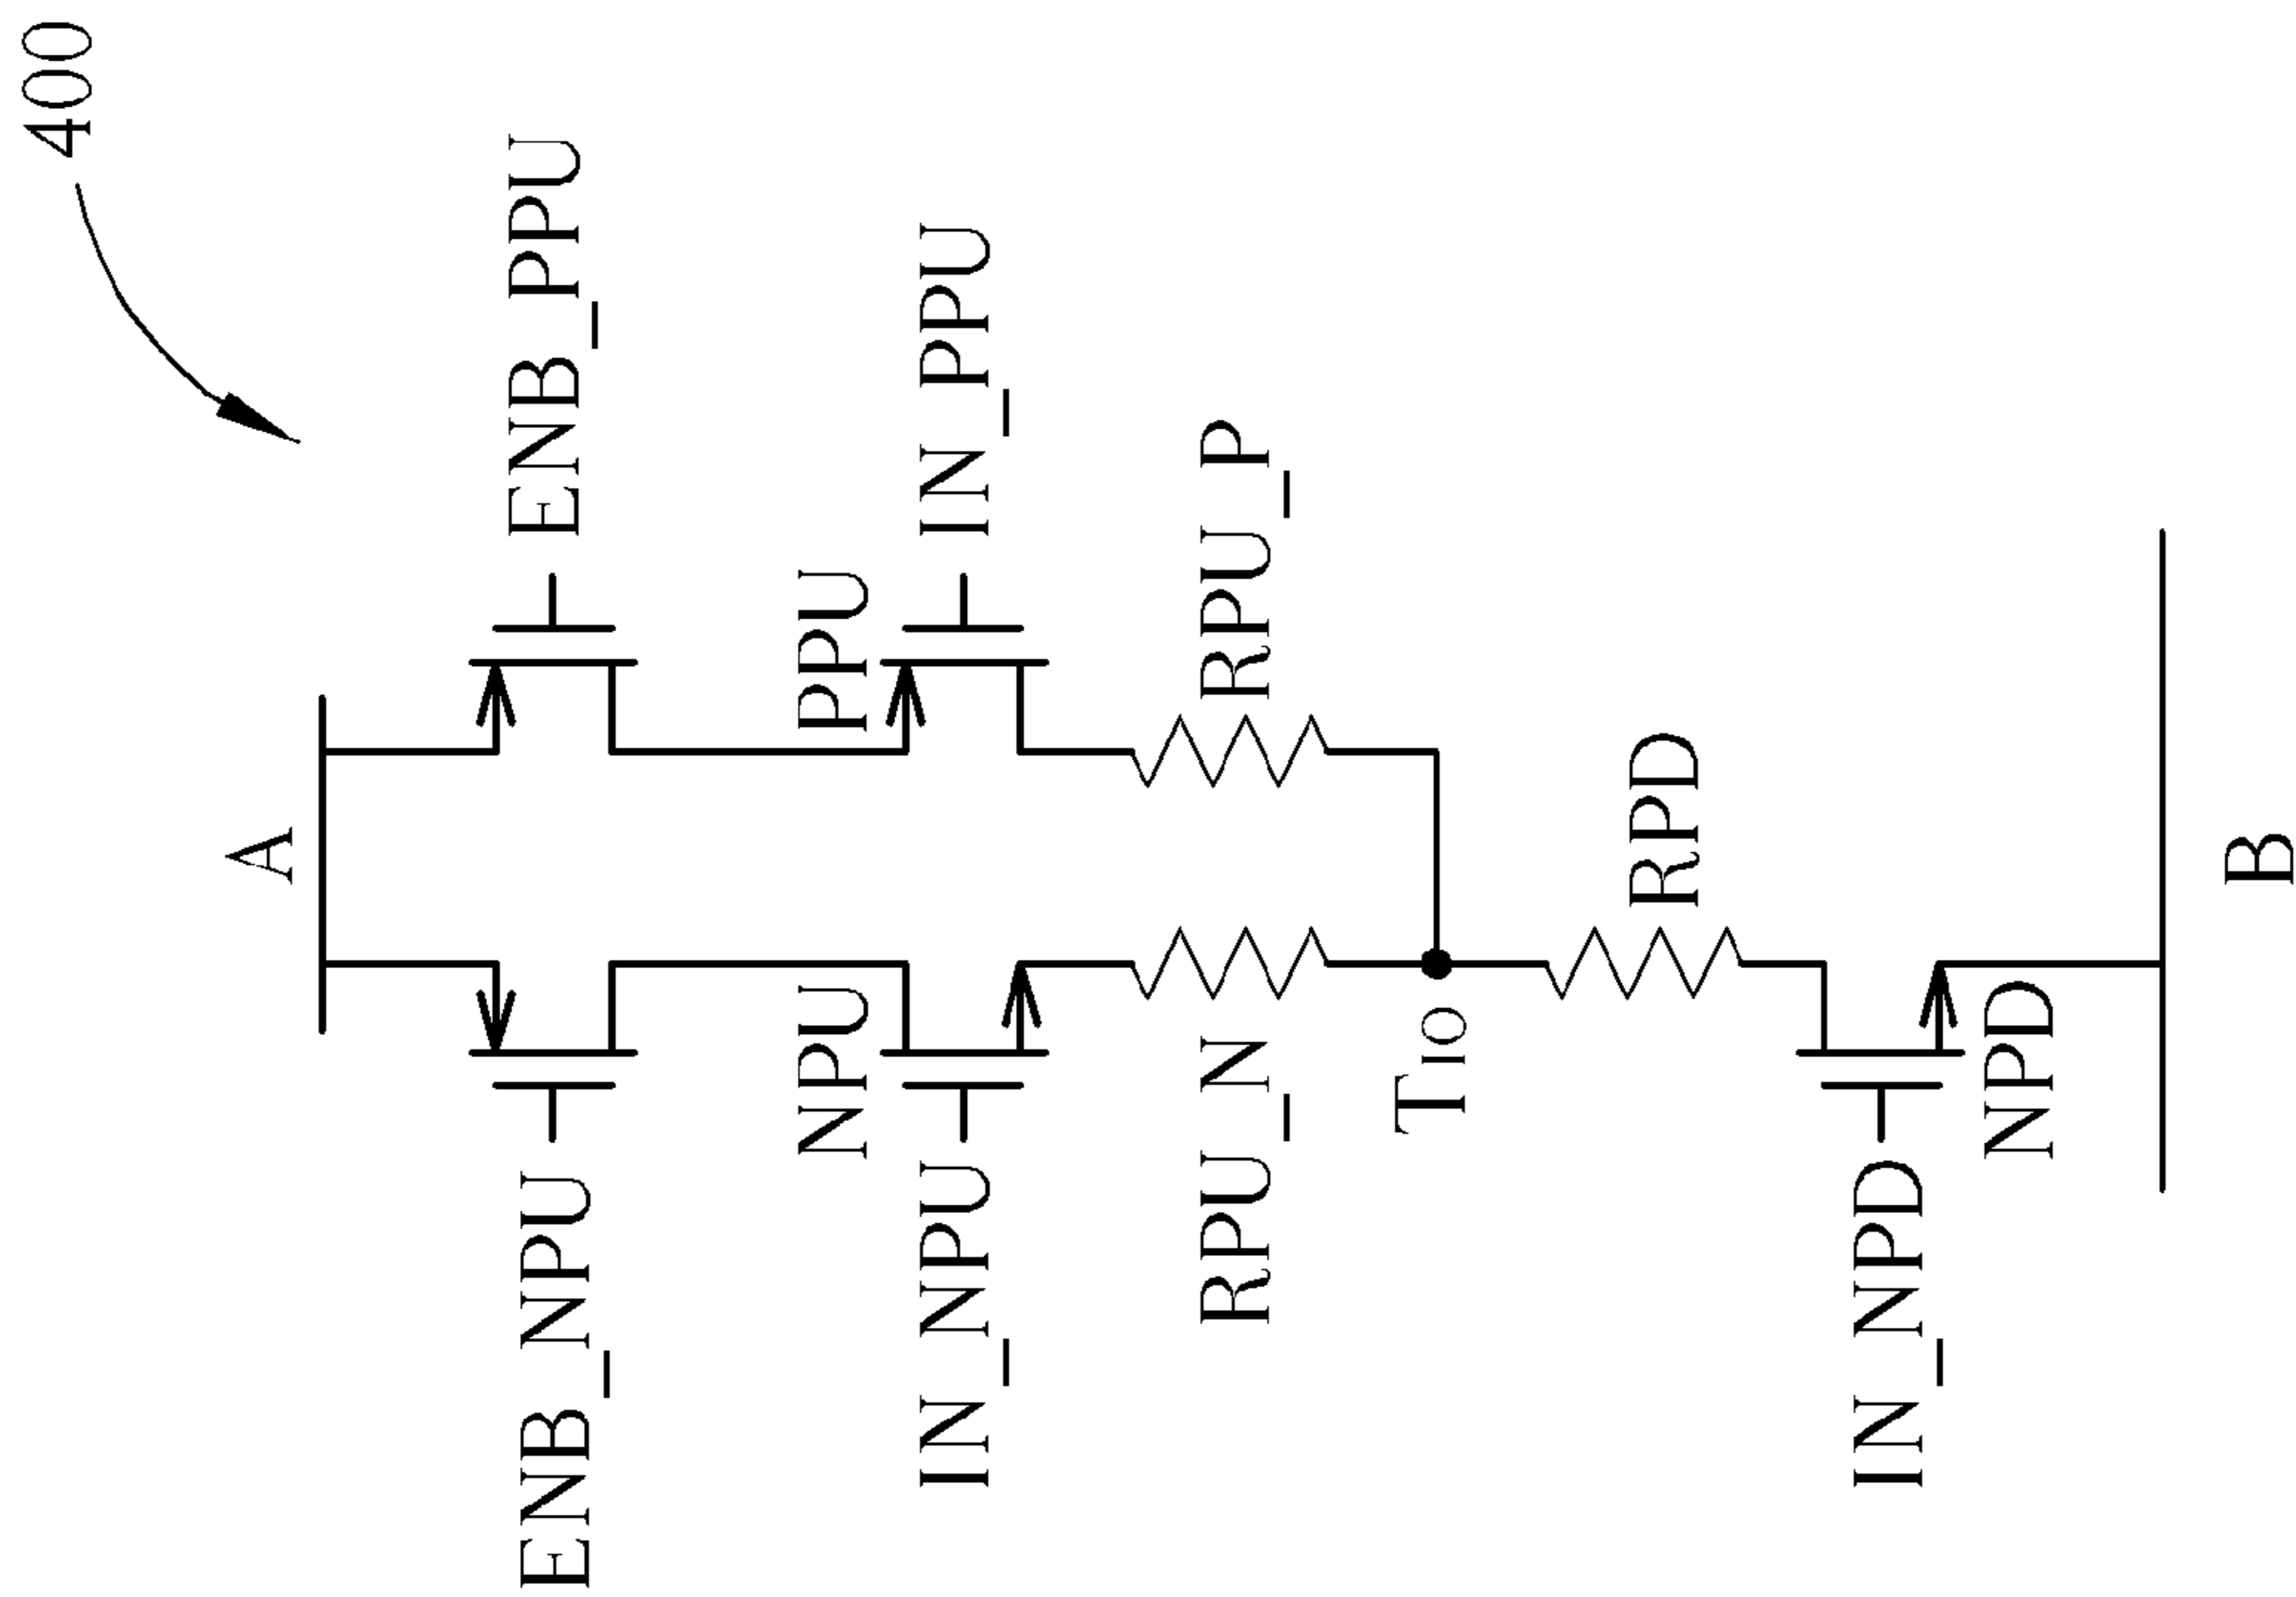 400
A
ENB_NPU
ENB_PPU
NPU
PPU
IN_NPU
IN_PPU
RPU_N
RPU_P
TIO
RPD
IN_NPD
NPD
B